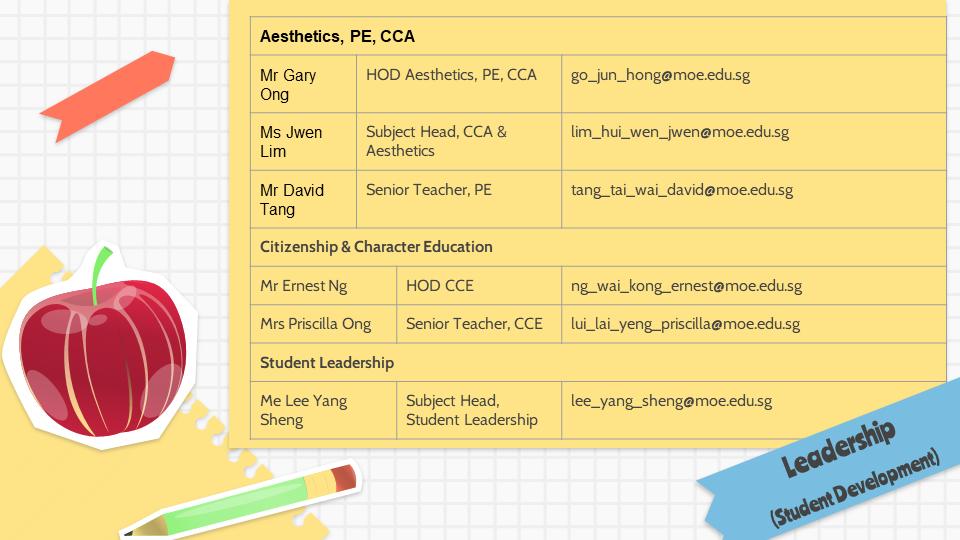 Aesthetics, PE, CCA
Mr Gary
Ong
HOD Aesthetics, PE, CCA
go_jun_hong@moe.edu.sg
Ms Jwen
Lim
Subject Head, CCA &
Aesthetics
lim_hui_wen_jwen@moe.edu.sg
Mr David
Tang
Senior Teacher, PE
tang_tai_wai_david@moe.edu.sg
Citizenship & Character Education
Mr Ernest Ng
HOD CCE
ng_wai_kong_ernest@moe.edu.sg
Mrs Priscilla Ong
Senior Teacher, CCE
lui_lai_yeng_priscilla@moe.edu.sg
Student Leadership
Me Lee Yang
Sheng
Subject Head,
Student Leadership
lee_yang_sheng@moe.edu.sg
Leadership
(Student Development)